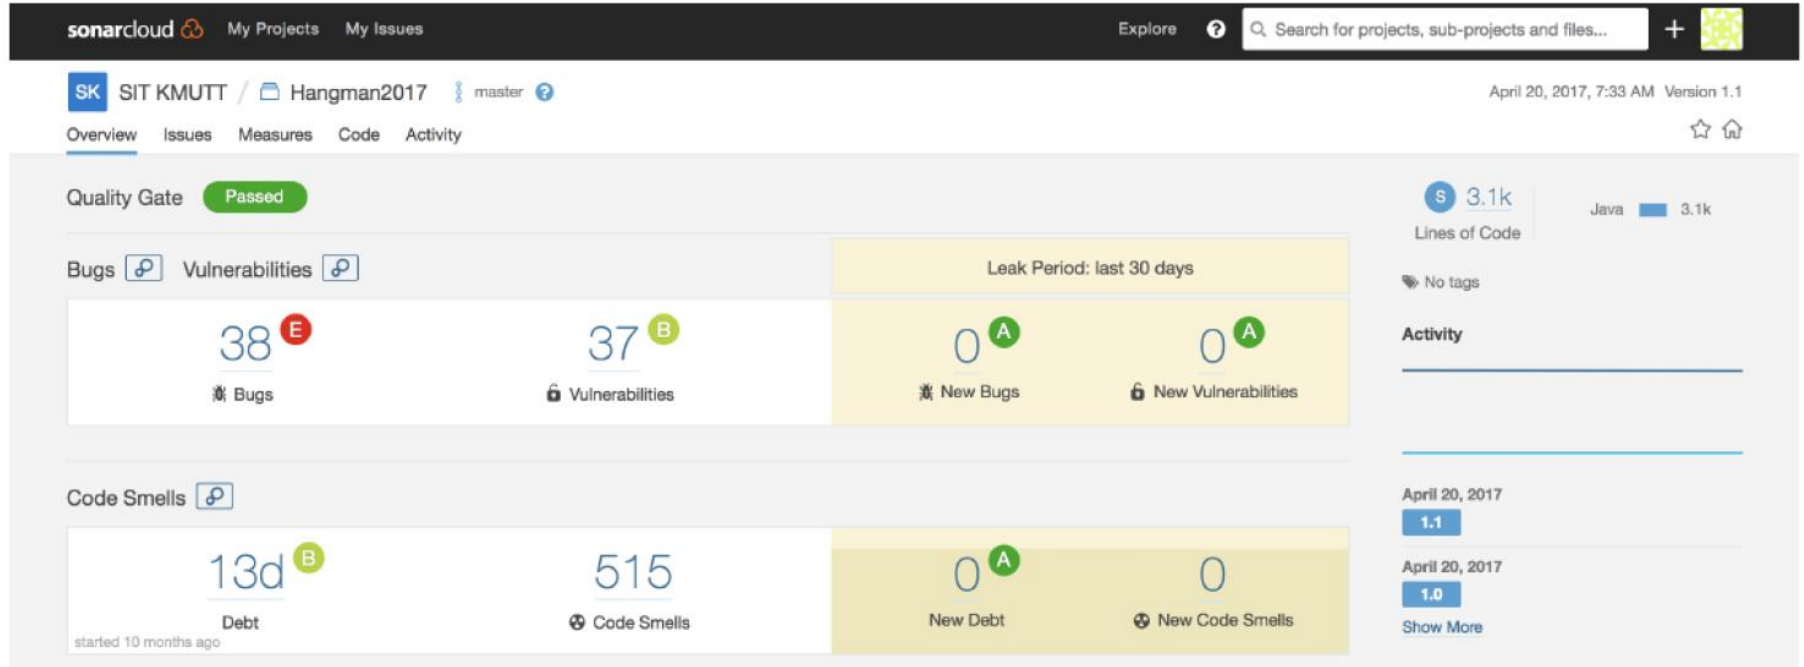 sonarcloud My Projects My Issues Explore ? Search for projects, sub-projects and files... +
SK SIT KMUTT / Hangman2017 master ? April 20, 2017, 7:33 AM Version 1.1
Overview Issues Measures Code Activity
Quality Gate Passed
S 3.1k
Lines of Code
Java 3.1k
No tags
Bugs Vulnerabilities
Leak Period: last 30 days
38 E
Bugs
37 B
Vulnerabilities
0 A
New Bugs
0 A
New Vulnerabilities
Code Smells
13d B
Debt
started 10 months ago
515
Code Smells
0 A
New Debt
0
New Code Smells
Activity
April 20, 2017
1.1
April 20, 2017
1.0
Show More